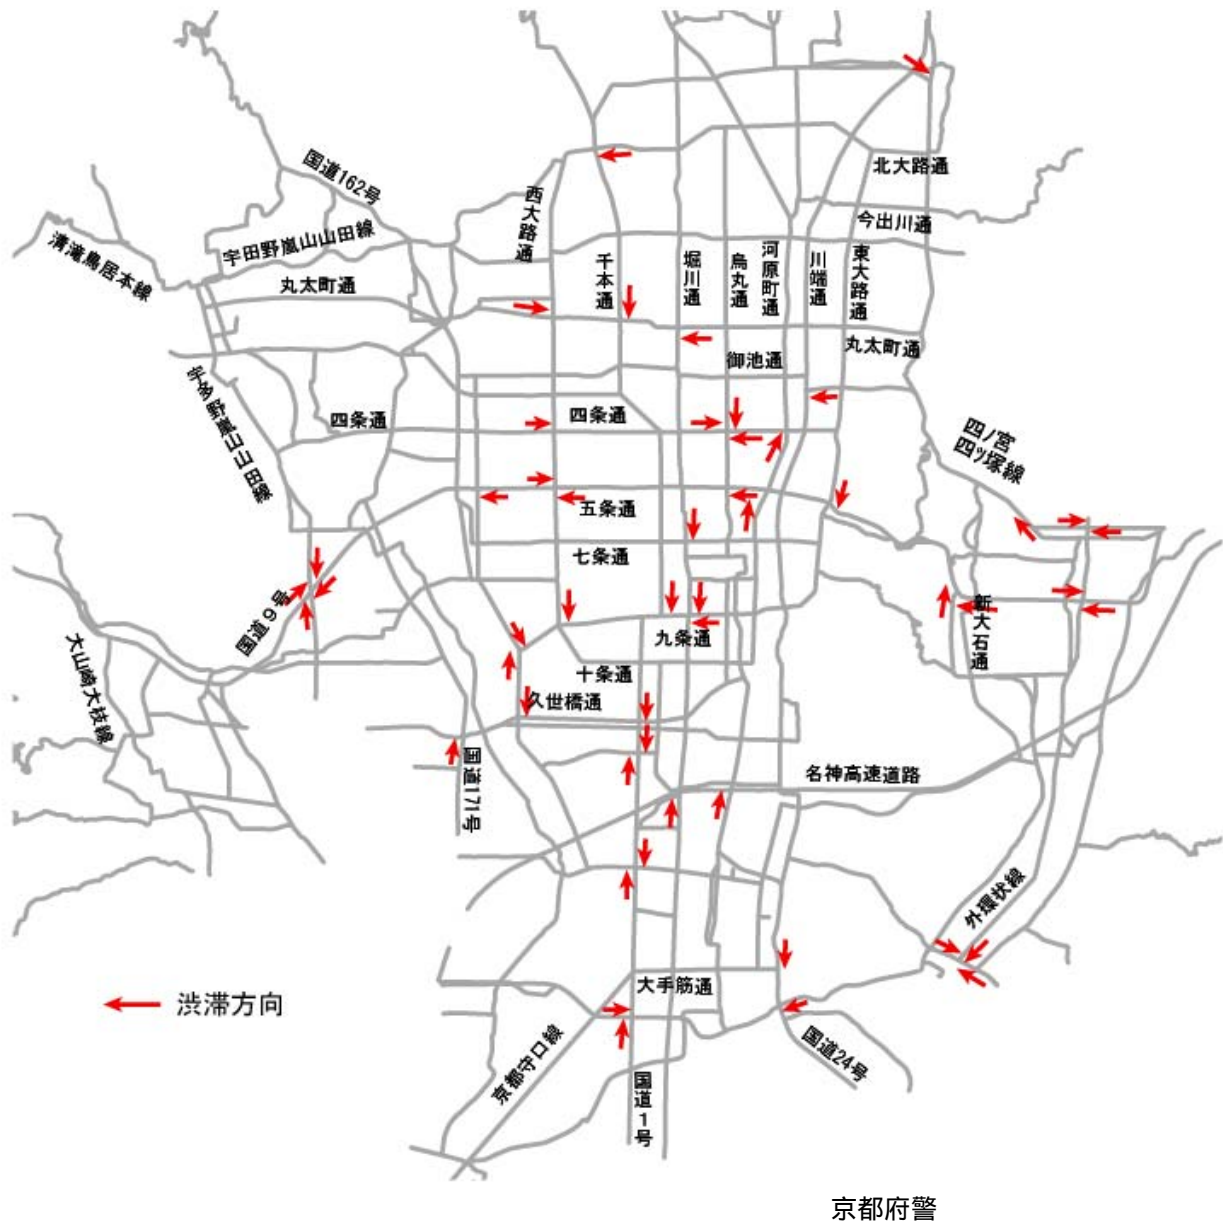 国道162号
北大路通
西大路通
今出川通
清滝鳥居本線
宇田野嵐山山田線
千本通
堀川通
烏丸通
河原町通
川端通
東大路通
丸太町通
丸太町通
御池通
宇多野嵐山山田線
四条通
四条通
四ノ宮
四ッ塚線
五条通
七条通
国道9号
新大石通
九条通
大山崎大枝線
十条通
久世橋通
国道171号
名神高速道路
外環状線
大手筋通
渋滞方向
京都守口線
国道24号
国道1号
京都府警